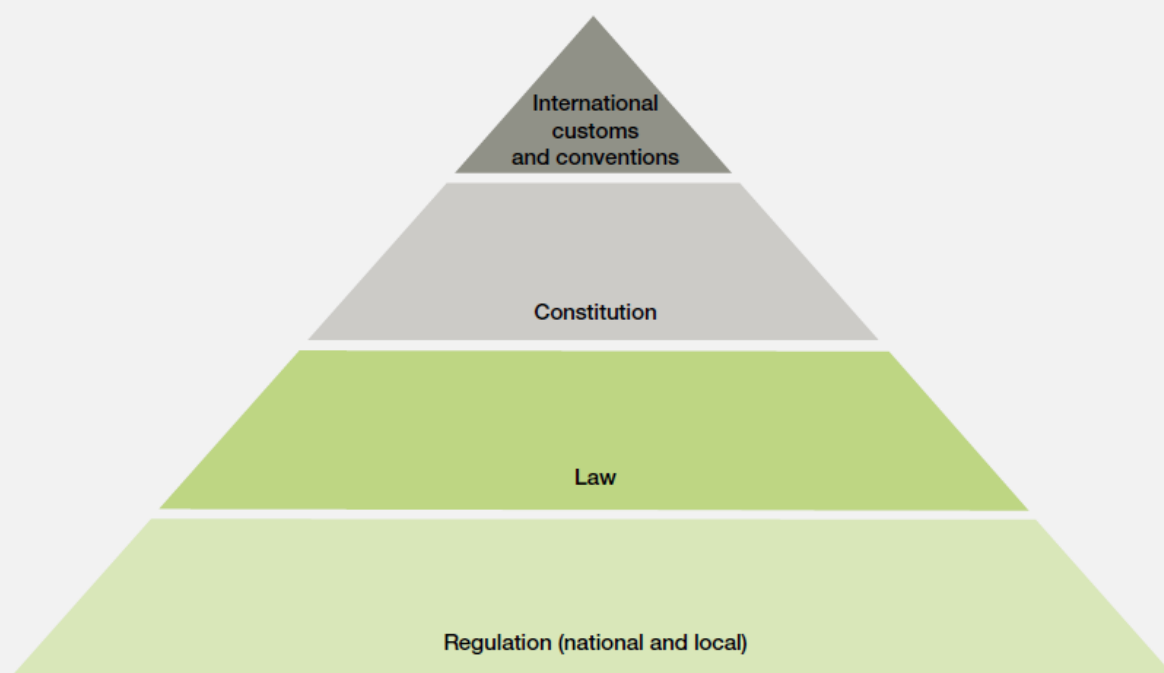 International
customs
and conventions
Constitution
Law
Regulation (national and local)